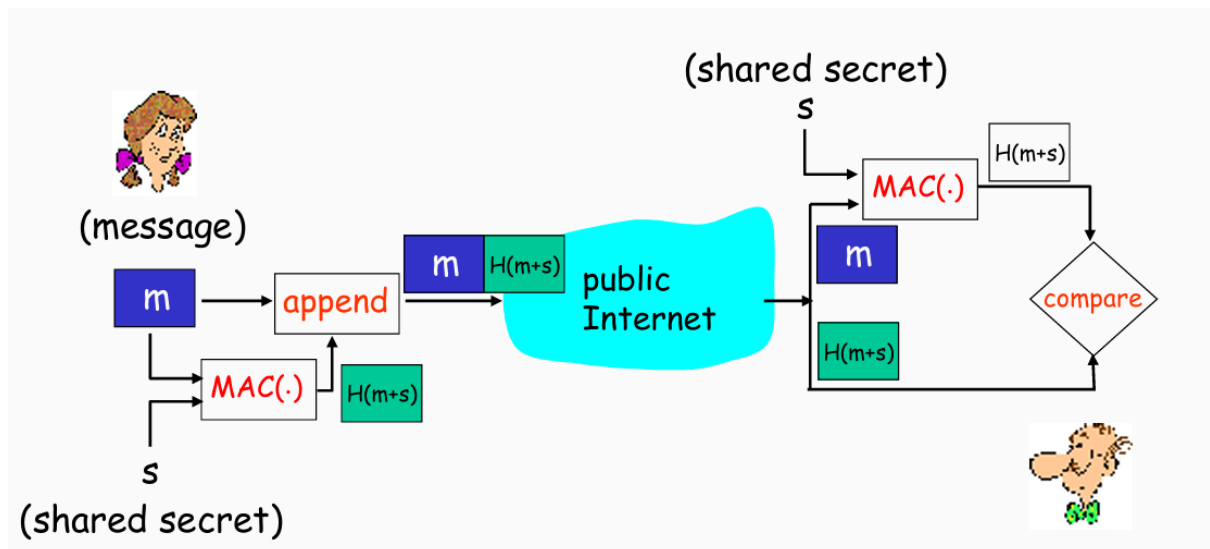 (shared secret)
s
H(m+s)
MAC(.)
(message)
m
H(m+s)
m
public
Internet
m
append
compare
H(m+s)
MAC(.)
H(m+s)
s
(shared secret)